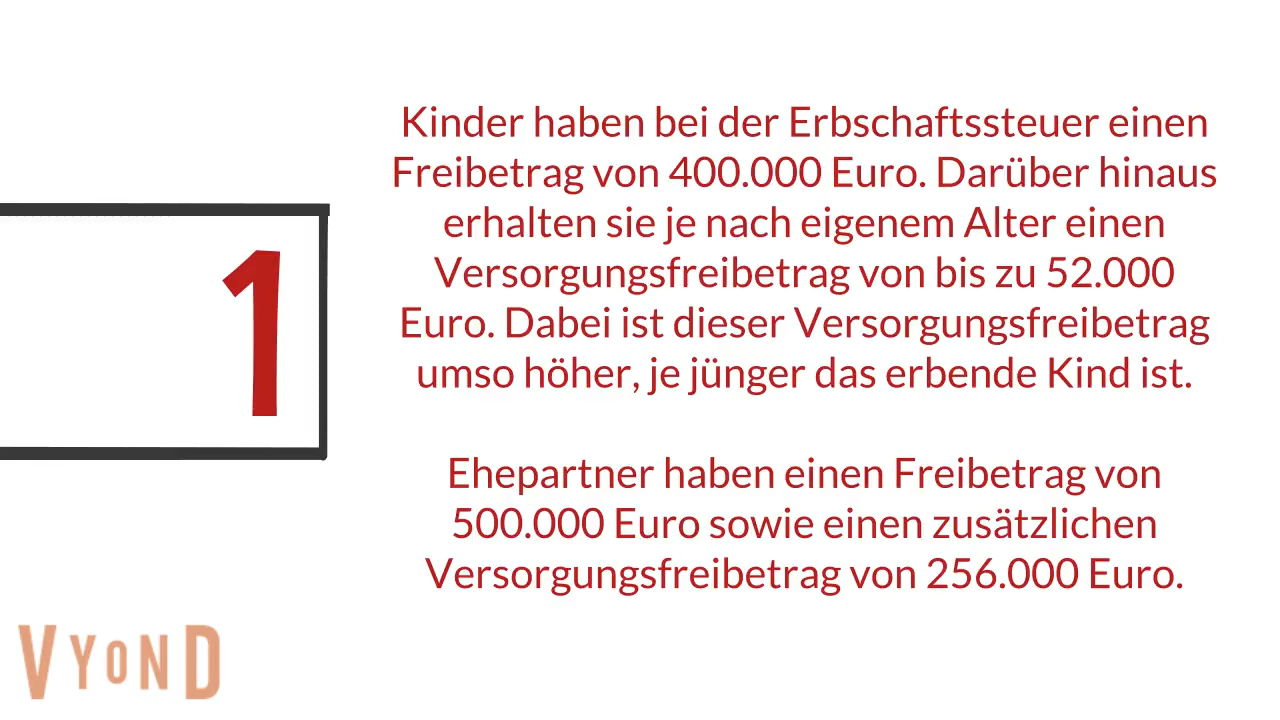 1
Kinder haben bei der Erbschaftssteuer einen
Freibetrag von 400.000 Euro. Darüber hinaus
erhalten sie je nach eigenem Alter einen
Versorgungsfreibetrag von bis zu 52.000
Euro. Dabei ist dieser Versorgungsfreibetrag
umso höher, je jünger das erbende Kind ist.
Ehepartner haben einen Freibetrag von
500.000 Euro sowie einen zusätzlichen
Versorgungsfreibetrag von 256.000 Euro.
VYOND